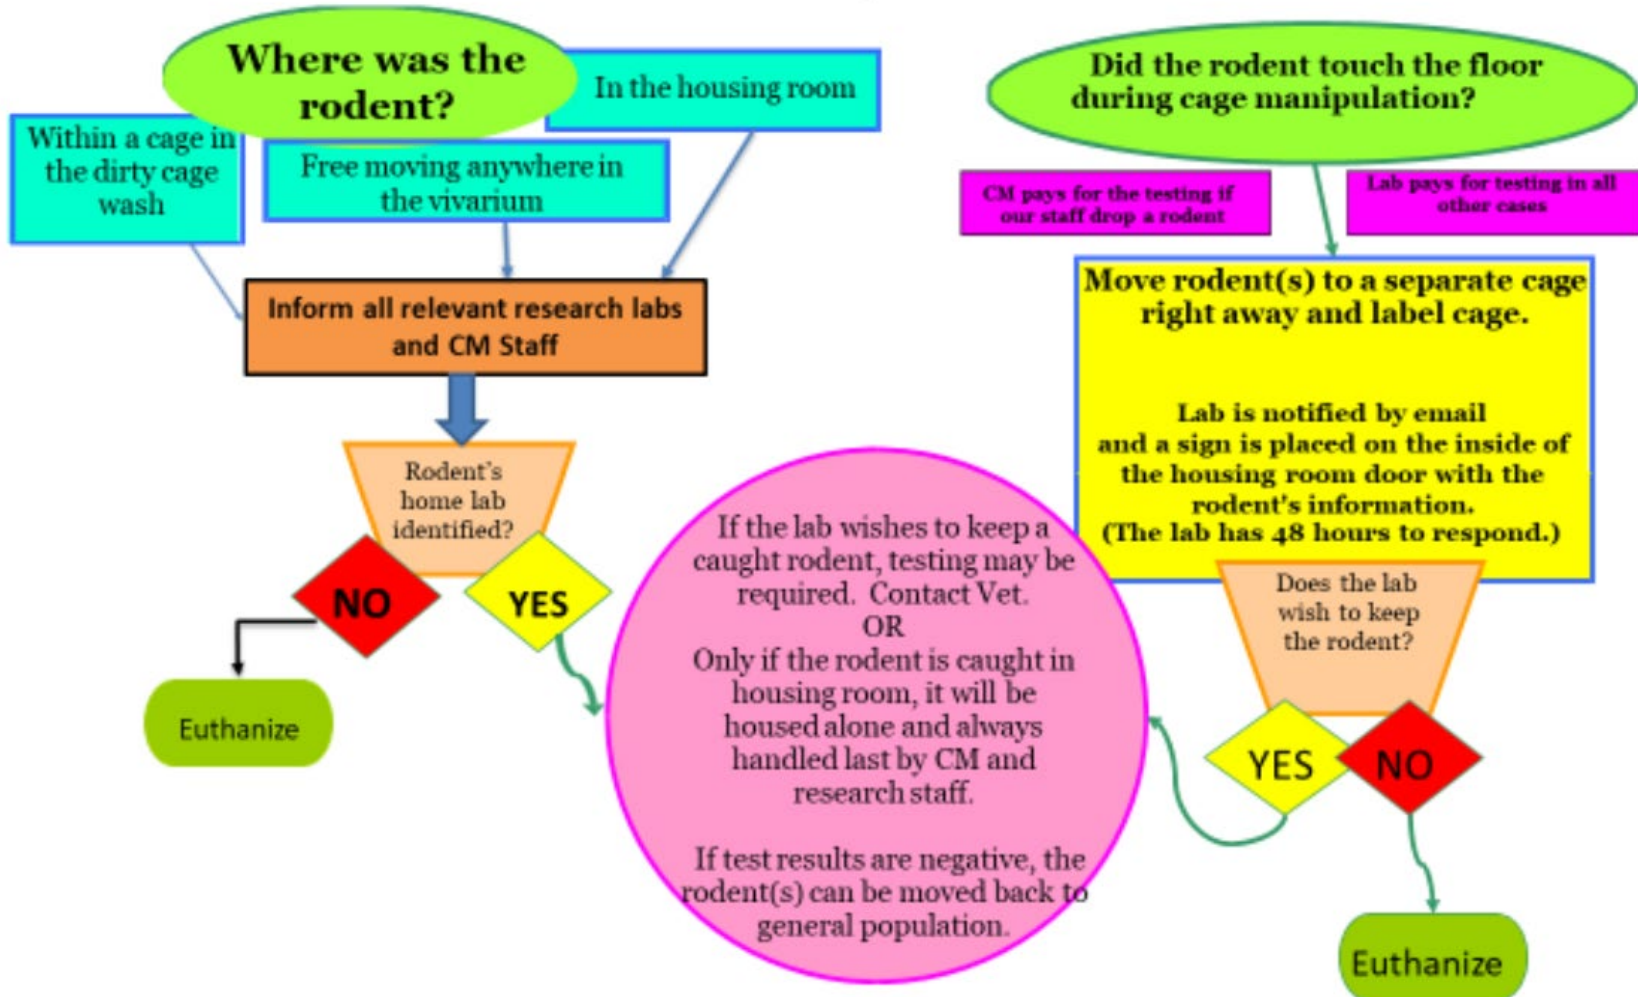 Where was the
rodent?
In the housing room
Within a cage in
the dirty cage
wash
Free moving anywhere in
the vivarium
Inform all relevant research labs
and CM Staff
Rodent's
home lab
identified?
NO
YES
Euthanize
If the lab wishes to keep a
caught rodent, testing may be
required. Contact Vet.
OR
Only if the rodent is caught in
housing room, it will be
housed alone and always
handled last by CM and
research staff.
If test results are negative, the
rodent(s) can be moved back to
general population.
Did the rodent touch the floor
during cage manipulation?
CM pays for the testing if
our staff drop a rodent
Lab pays for testing in all
other cases
Move rodent(s) to a separate cage
right away and label cage.
Lab is notified by email
and a sign is placed on the inside of
the housing room door with the
rodent's information.
(The lab has 48 hours to respond.)
Does the lab
wish to keep
the rodent?
YES
NO
Euthanize